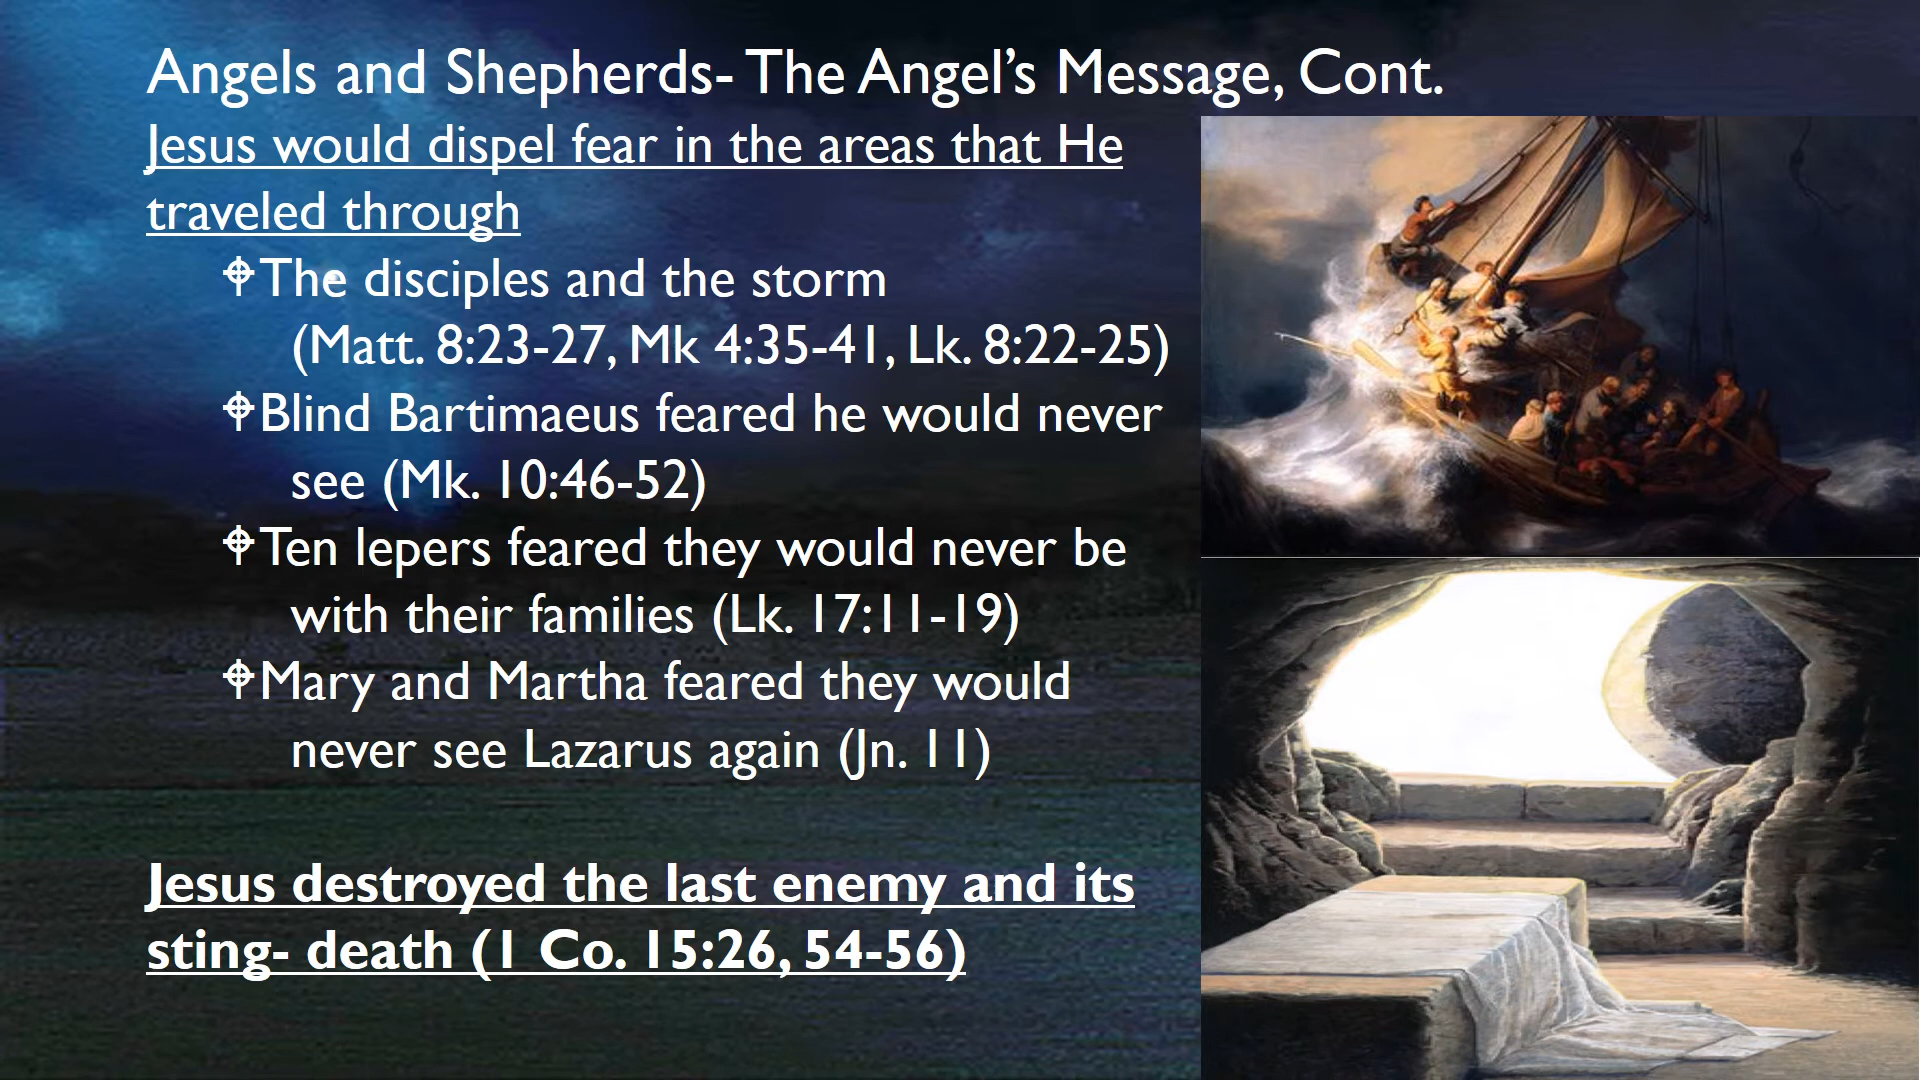 Angels and Shepherds- The Angel’s Message, Cont.
Jesus would dispel fear in the areas that He
traveled through
The disciples and the storm
(Matt. 8:23-27, Mk 4:35-41, Lk. 8:22-25)
Blind Bartimaeus feared he would never
see (Mk. 10:46-52)
Ten lepers feared they would never be
with their families (Lk. 17:11-19)
Mary and Martha feared they would
never see Lazarus again (Jn. 11)
Jesus destroyed the last enemy and its
sting- death (1 Co. 15:26, 54-56)